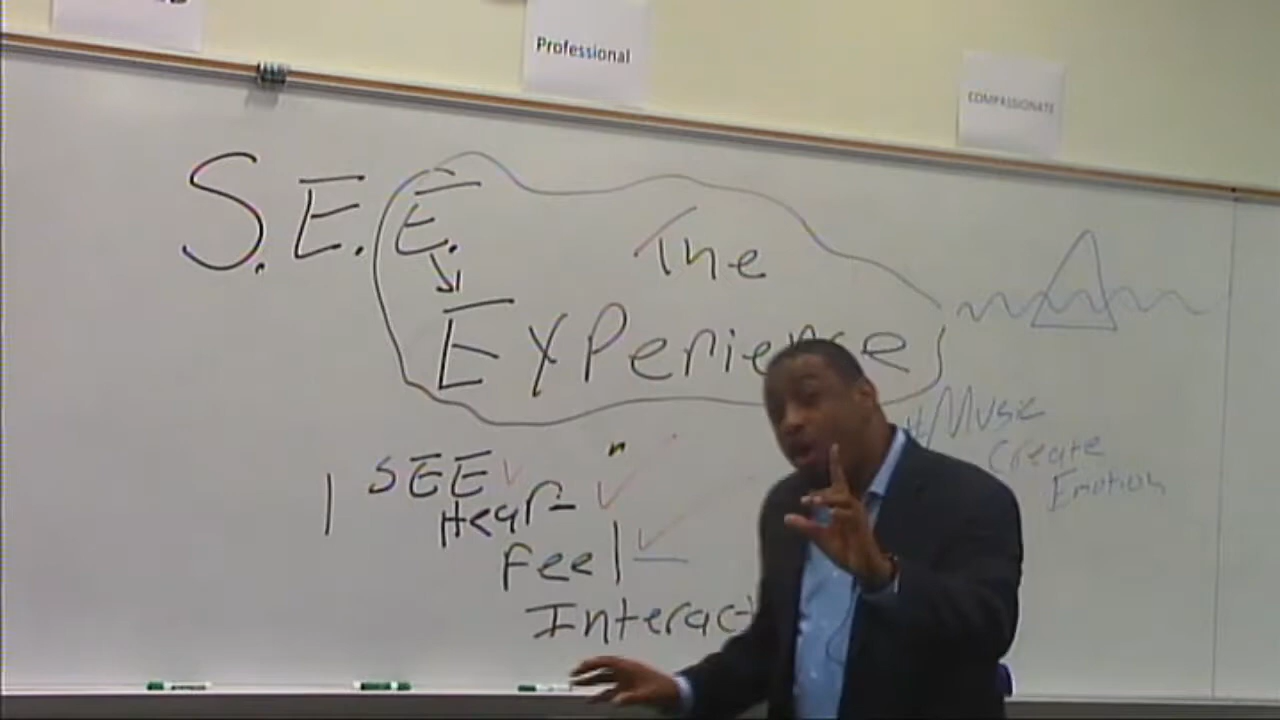 Professional
COMPASSIONATE
S.E.E.
The
Experience
SEE
Hear
Feel
Interact
Music
Create
Emotion